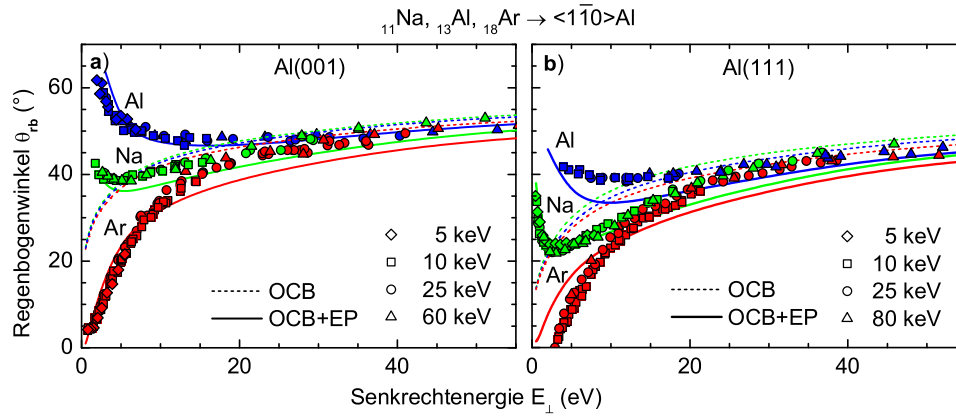 ₁₁Na, ₁₃Al, ₁₈Ar → <11̅0>Al
a) Al(001)
b) Al(111)
Regenbogenwinkel θrb (°)
60
40
20
0
Al
Na
Ar
5 keV
10 keV
25 keV
60 keV
OCB
OCB+EP
Al
Na
Ar
5 keV
10 keV
25 keV
80 keV
OCB
OCB+EP
0 20 40
0 20 40
Senkrechtenergie E⊥ (eV)